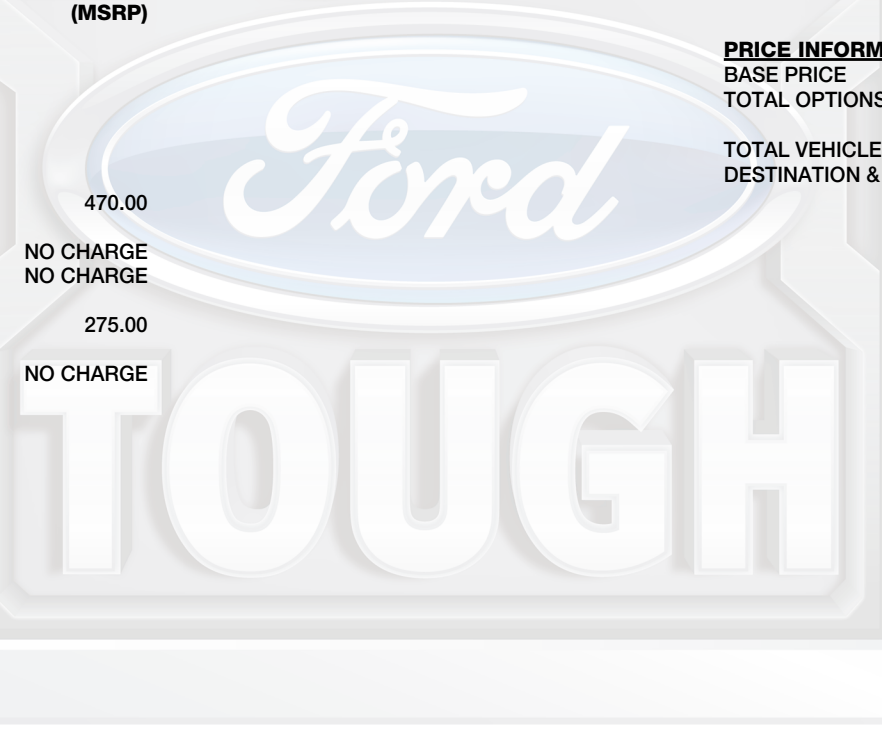 (MSRP)
470.00
NO CHARGE
NO CHARGE
275.00
NO CHARGE
PRICE INFORM
BASE PRICE
TOTAL OPTIONS
TOTAL VEHICLE
DESTINATION &
Ford
TOUGH